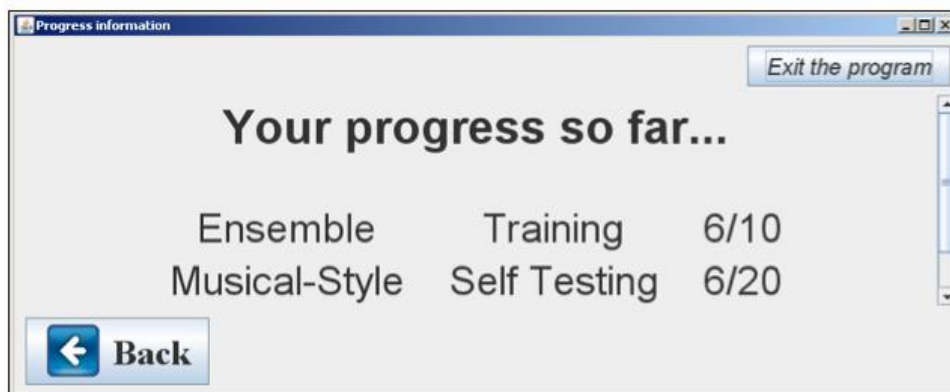 Progress information
Exit the program
Your progress so far...
Ensemble Training 6/10
Musical-Style Self Testing 6/20
Back